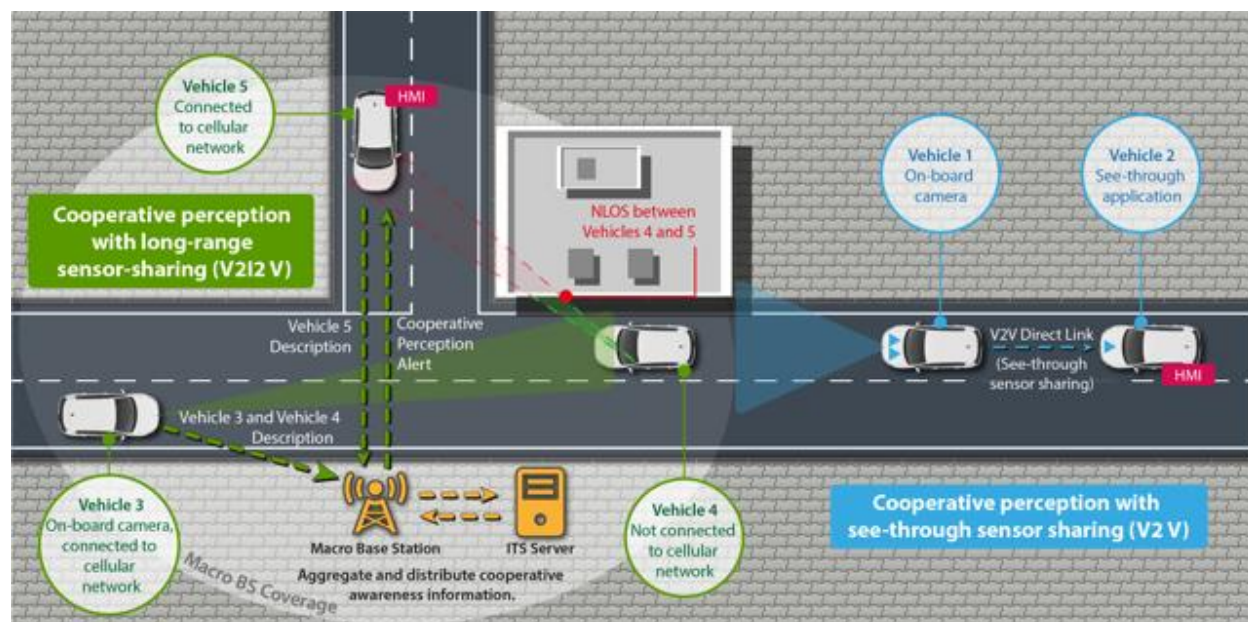 Vehicle 5
Connected
to cellular
network
HMI
Cooperative perception
with long-range
sensor-sharing (V2I2 V)
NLOS between
Vehicles 4 and 5
Vehicle 1
On-board
camera
Vehicle 2
See-through
application
Vehicle 5
Description
Cooperative
Perception
Alert
V2V Direct Link
(See-through
sensor sharing)
HMI
Vehicle 3 and Vehicle 4
Description
Vehicle 3
On-board camera,
connected to
cellular
network
Macro Base Station
ITS Server
Aggregate and distribute cooperative
awareness information.
Macro BS Coverage
Vehicle 4
Not connected
to cellular
network
Cooperative perception with
see-through sensor sharing (V2 V)